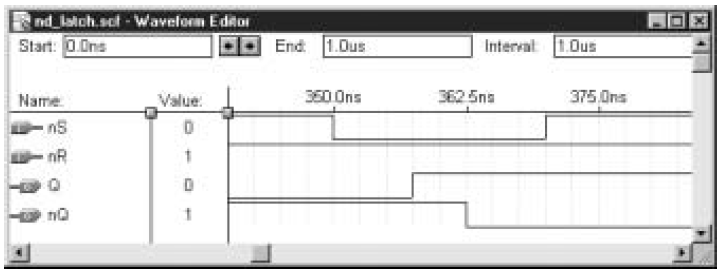 nd_latch.scf - Waveform Editor
Start: 0.0ns End: 1.0us Interval: 1.0us
Name: Value: 350.0ns 362.5ns 375.0ns
nS 0
nR 1
Q 0
nQ 1